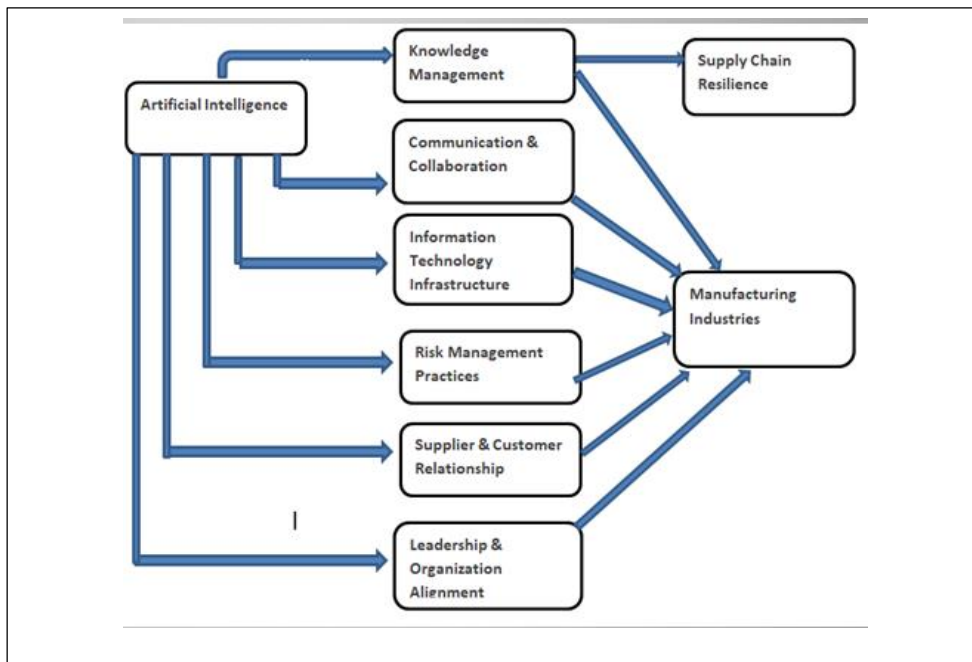 Knowledge
Management
Supply Chain
Resilience
Artificial Intelligence
Communication &
Collaboration
Information
Technology
Infrastructure
Manufacturing
Industries
Risk Management
Practices
Supplier & Customer
Relationship
Leadership &
Organization
Alignment